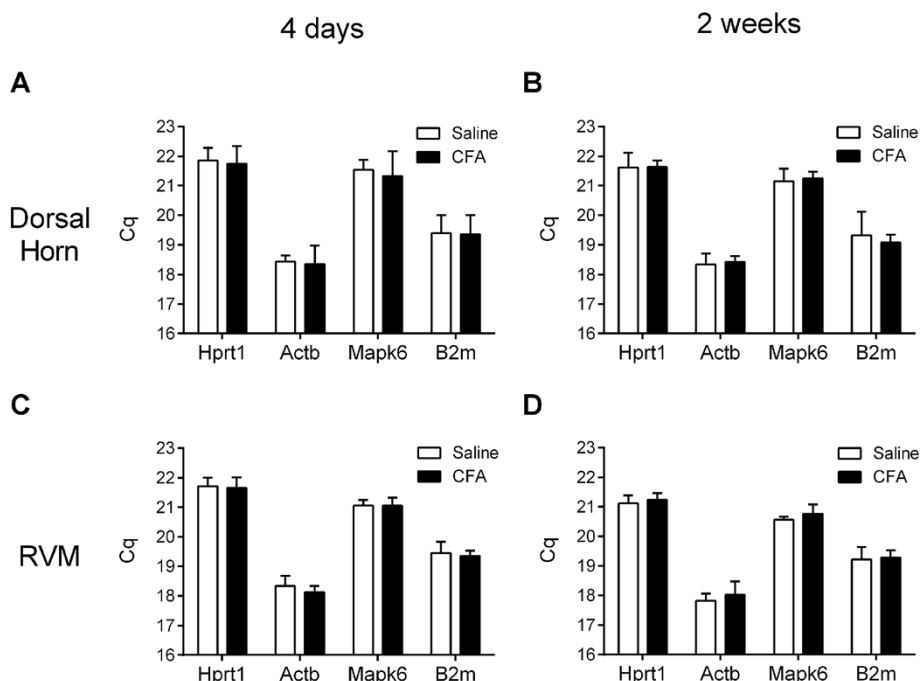 4 days
2 weeks
A
B
Dorsal
Horn
Cq
23
22
21
20
19
18
17
16
Saline
CFA
Hprt1 Actb Mapk6 B2m
Cq
23
22
21
20
19
18
17
16
Saline
CFA
Hprt1 Actb Mapk6 B2m
C
D
RVM
Cq
23
22
21
20
19
18
17
16
Saline
CFA
Hprt1 Actb Mapk6 B2m
Cq
23
22
21
20
19
18
17
16
Saline
CFA
Hprt1 Actb Mapk6 B2m